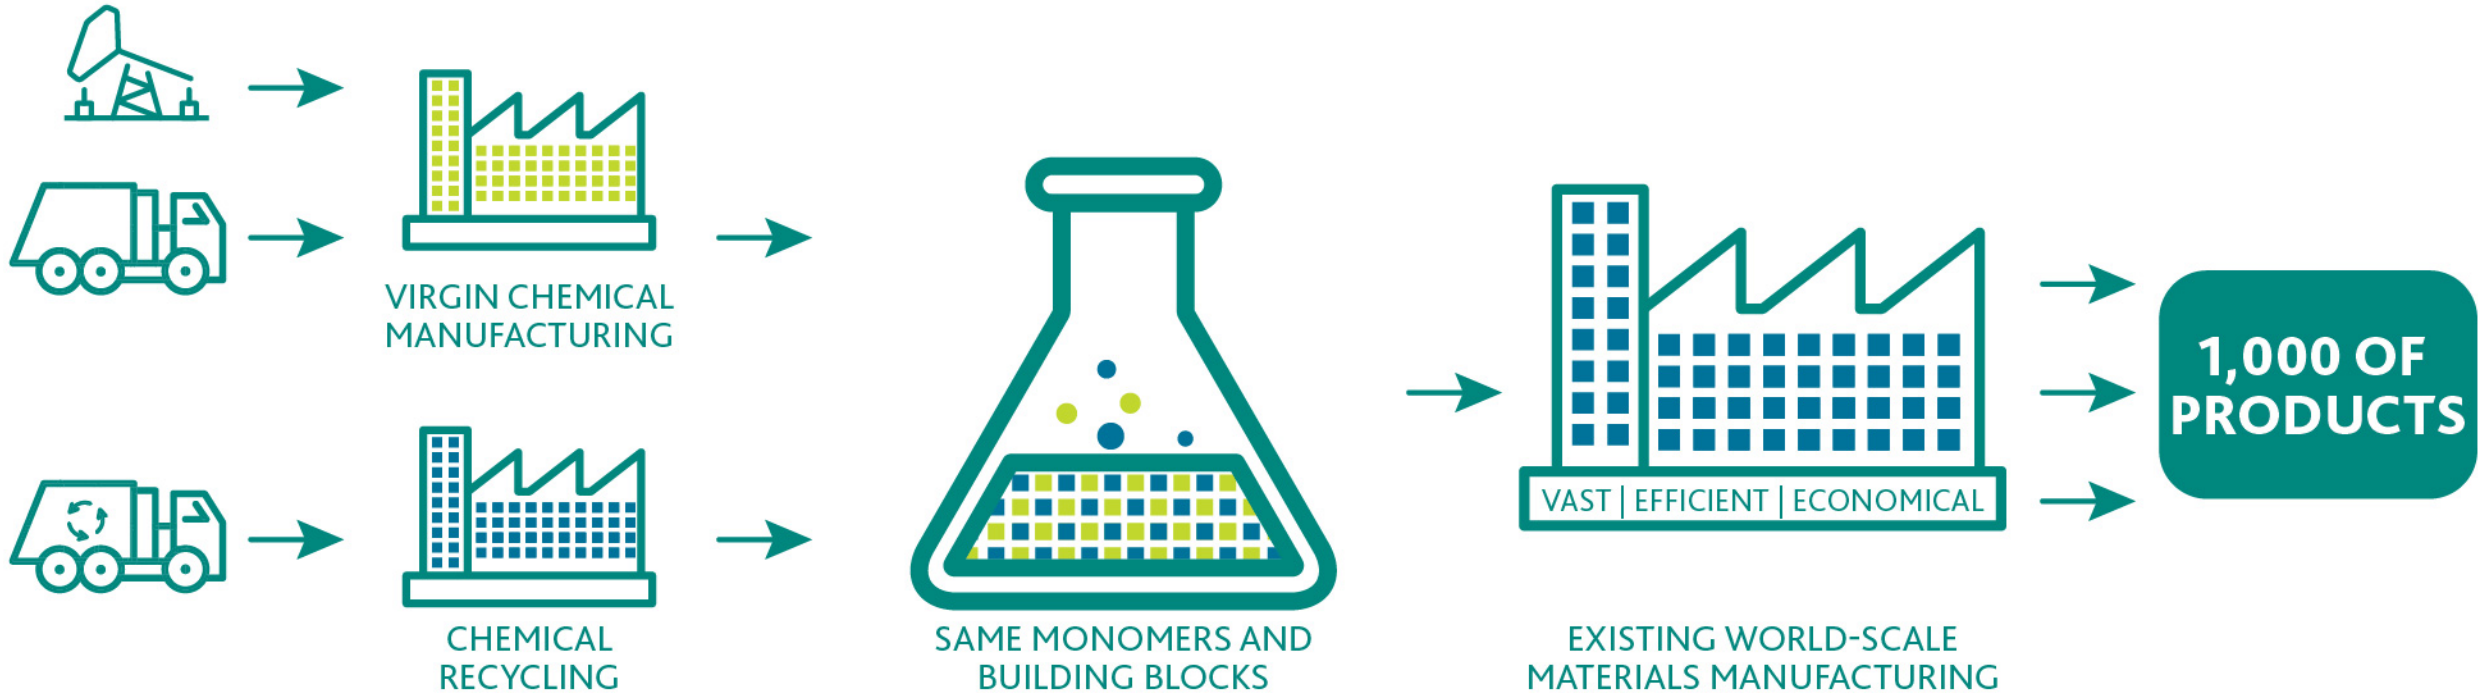 VIRGIN CHEMICAL
MANUFACTURING
CHEMICAL
RECYCLING
SAME MONOMERS AND
BUILDING BLOCKS
VAST | EFFICIENT | ECONOMICAL
EXISTING WORLD-SCALE
MATERIALS MANUFACTURING
1,000 OF
PRODUCTS